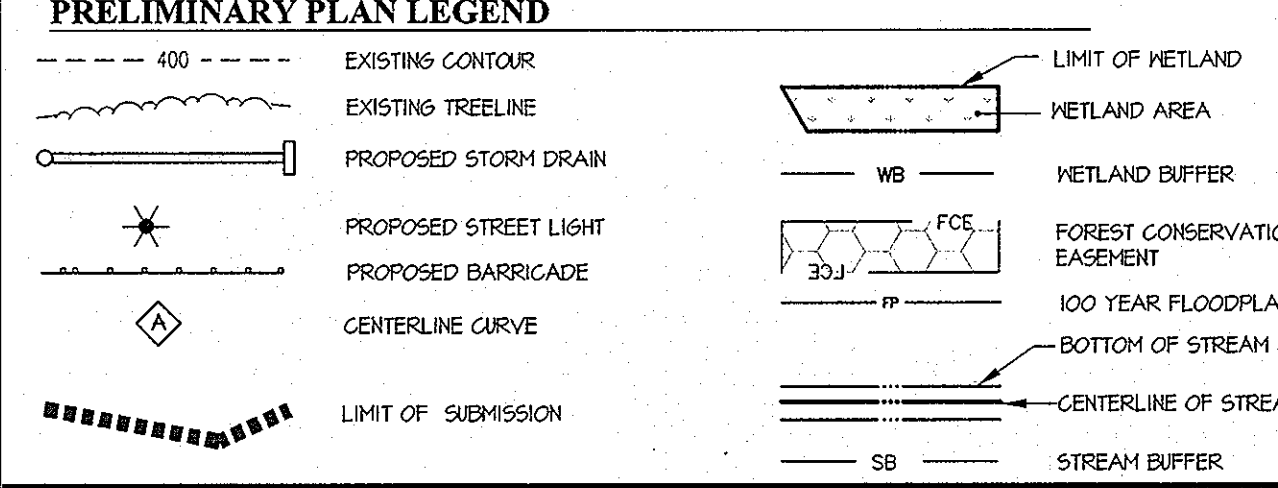 PRELIMINARY PLAN LEGEND
400 EXISTING CONTOUR
EXISTING TREELINE
PROPOSED STORM DRAIN
PROPOSED STREET LIGHT
PROPOSED BARRICADE
A CENTERLINE CURVE
LIMIT OF SUBMISSION
LIMIT OF WETLAND
WETLAND AREA
WB WETLAND BUFFER
FCE
FOREST CONSERVATIO
EASEMENT
FCE
FP 100 YEAR FLOODPLA
BOTTOM OF STREAM
CENTERLINE OF STREA
SB STREAM BUFFER